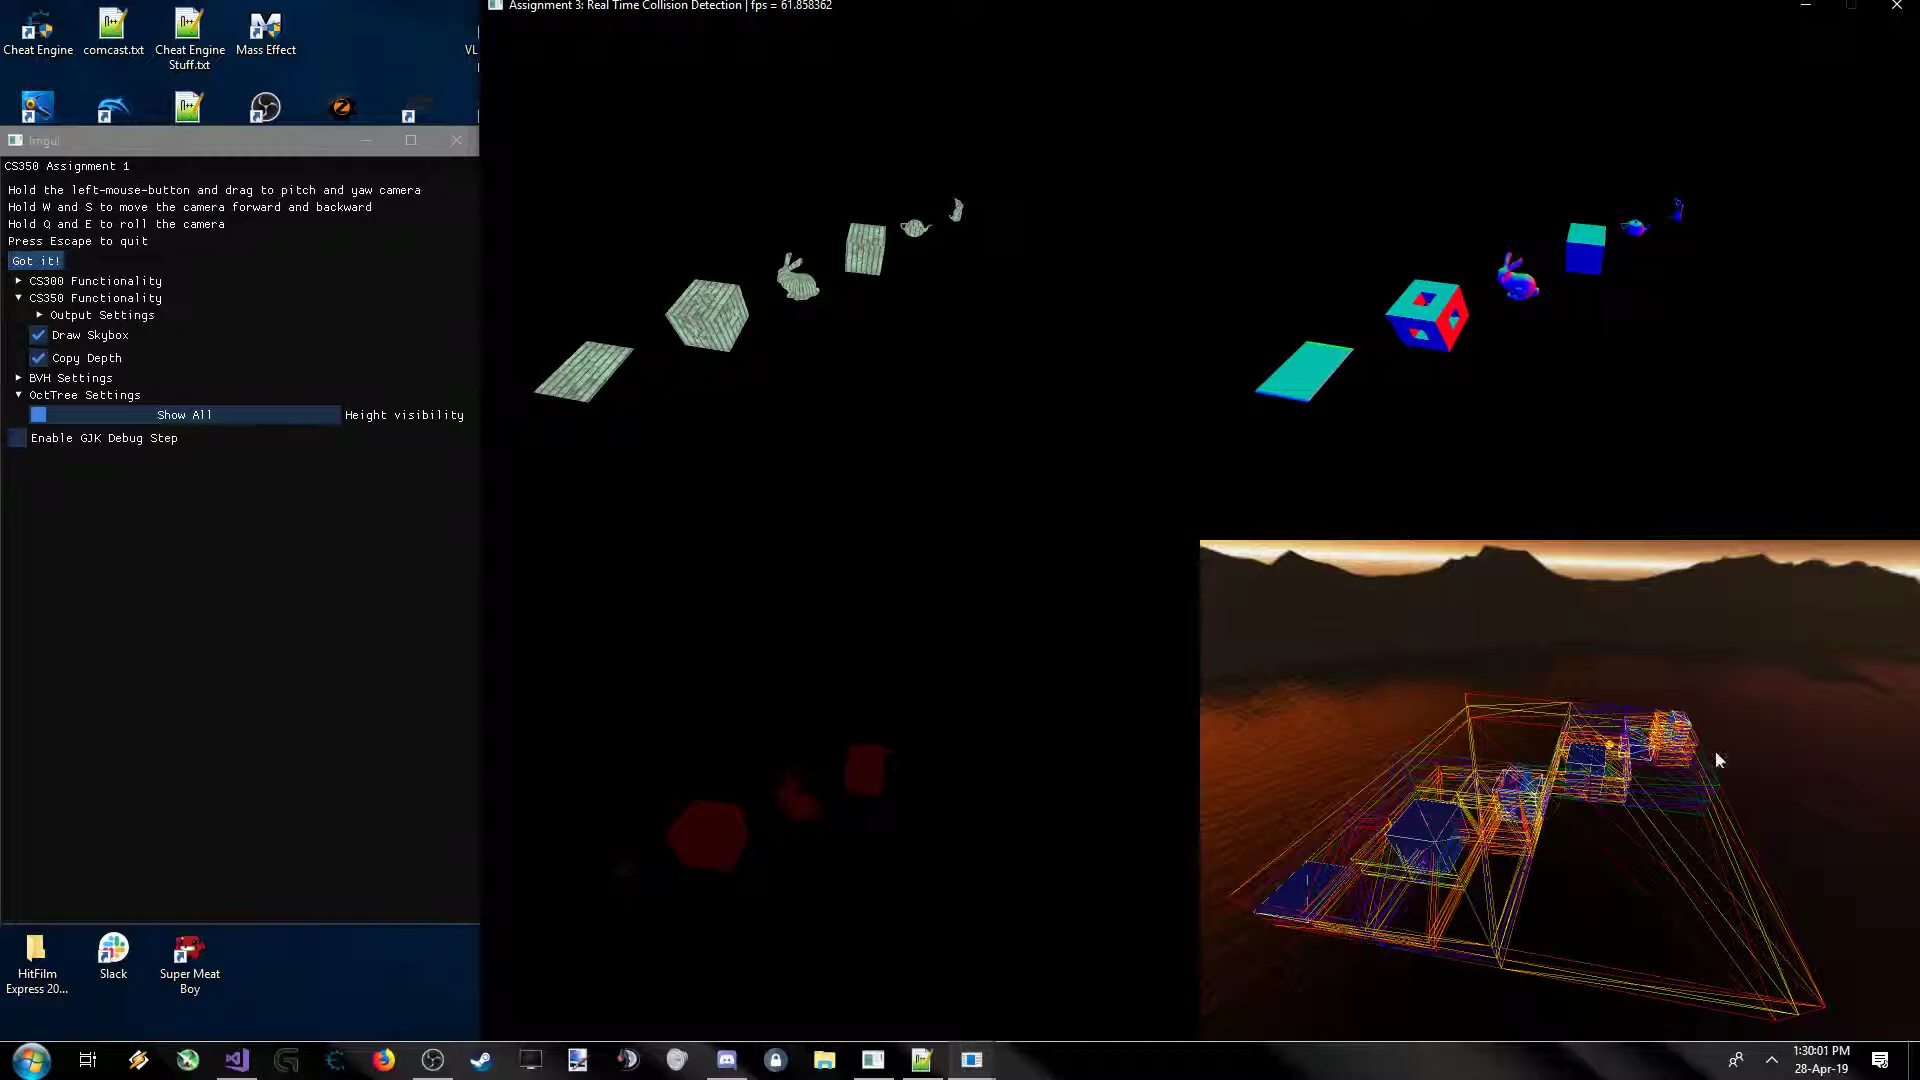 Assignment 3: Real Time Collision Detection | fps = 61.858362
Cheat Engine
comcast.txt
Cheat Engine Stuff.txt
Mass Effect
VL
Imgui
CS350 Assignment 1
Hold the left-mouse-button and drag to pitch and yaw camera
Hold W and S to move the camera forward and backward
Hold Q and E to roll the camera
Press Escape to quit
Got it!
CS300 Functionality
CS350 Functionality
Output Settings
Draw Skybox
Copy Depth
BVH Settings
OctTree Settings
Show All Height visibility
Enable GJK Debug Step
HitFilm
Express 20...
Slack
Super Meat
Boy
1:30:01 PM
28-Apr-19